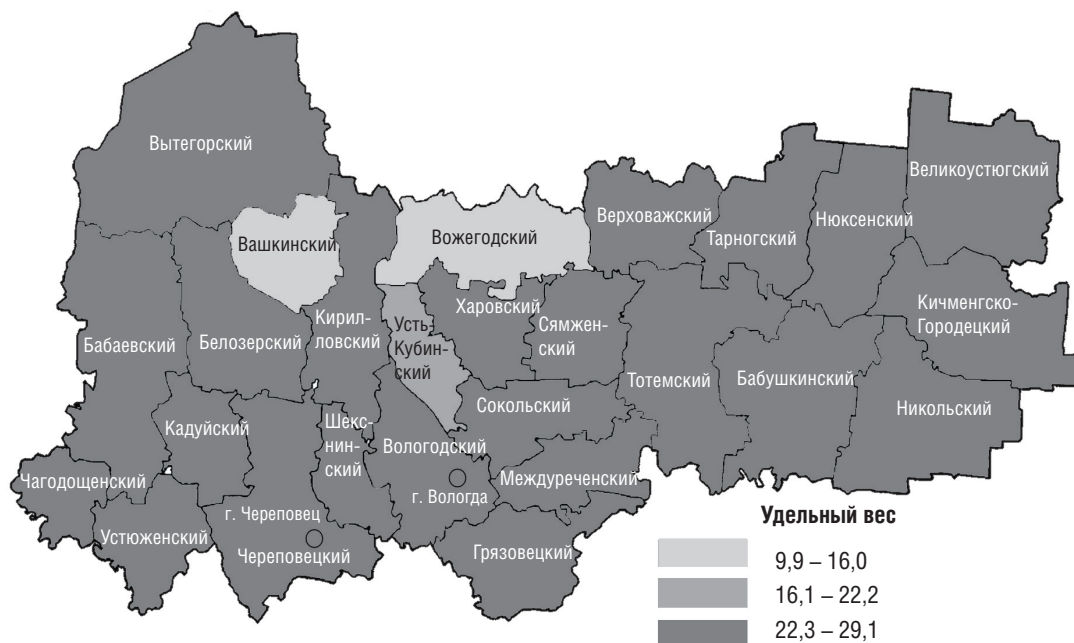 Вытегорский
Великоустюгский
Верховажский
Нюксенский
Тарногский
Вашкинский
Вожегодский
Кичменгско-
Городецкий
Харовский
Сямжен-
ский
Кирил-
ловский
Усть-
Кубин-
ский
Бабаевский
Белозерский
Тотемский
Бабушкинский
Никольский
Сокольский
Кадуйский
Шекс-
нин-
ский
Вологодский
г. Вологда
Междуреченский
Чагодощенский
Устюженский
г. Череповец
Череповецкий
Грязовецкий
Удельный вес
9,9 – 16,0
16,1 – 22,2
22,3 – 29,1